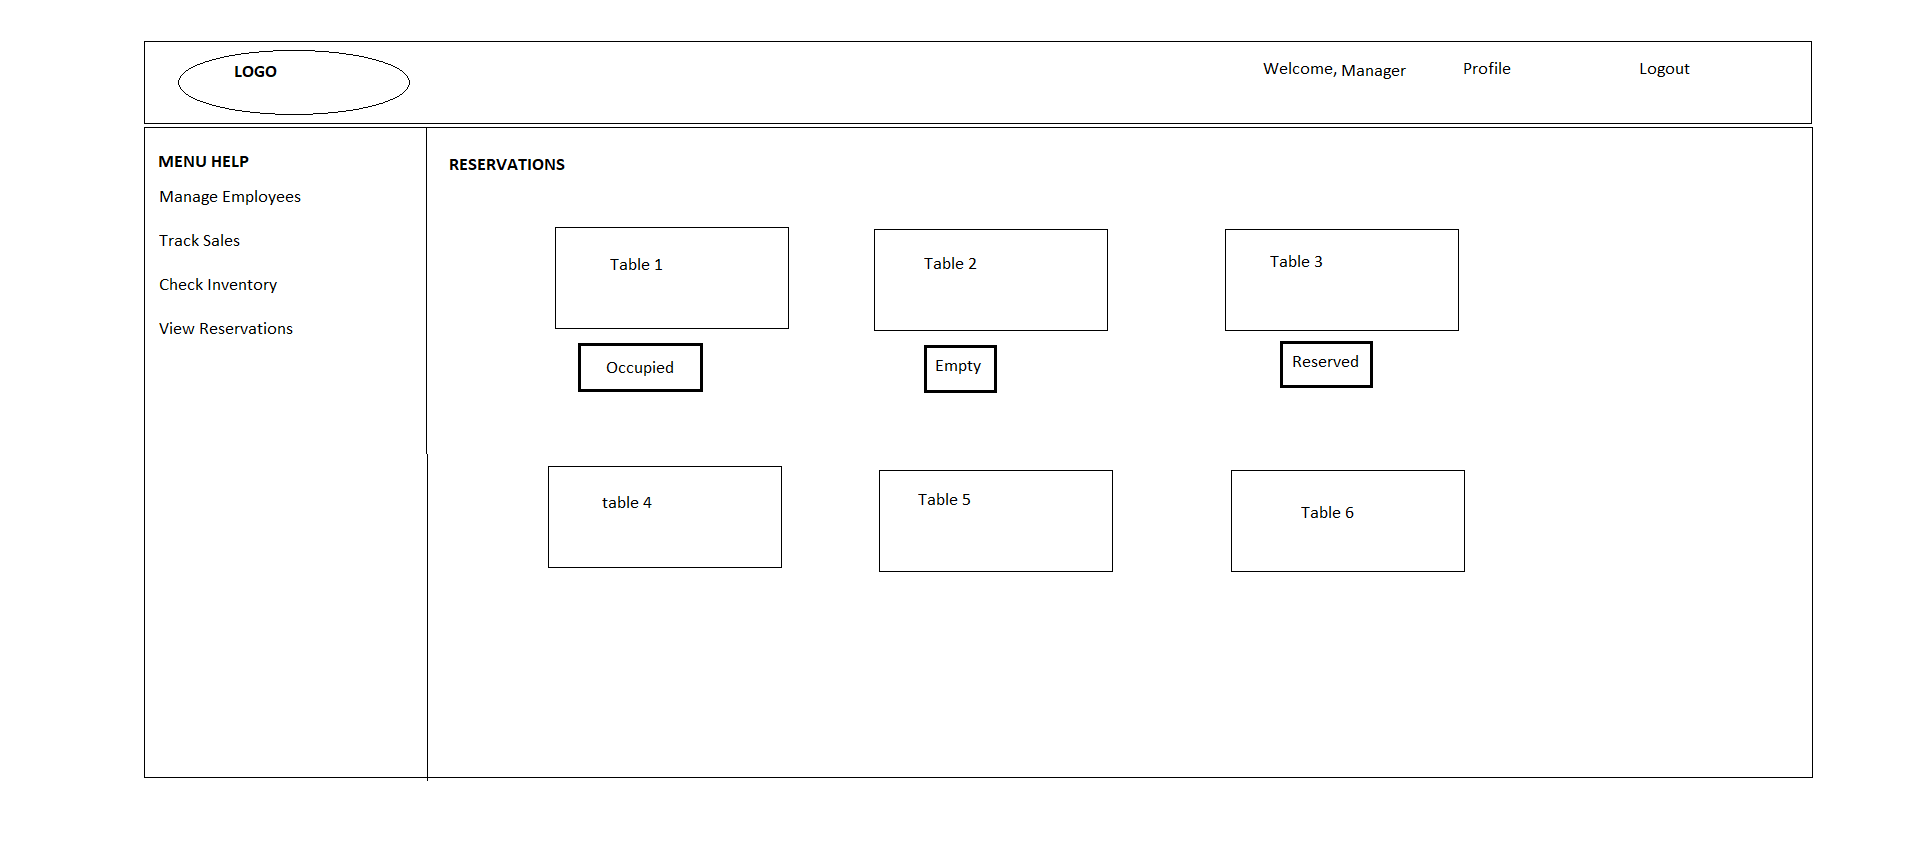 LOGO
Welcome, Manager
Profile
Logout
MENU HELP
Manage Employees
Track Sales
Check Inventory
View Reservations
RESERVATIONS
Table 1
Table 2
Table 3
Occupied
Empty
Reserved
table 4
Table 5
Table 6